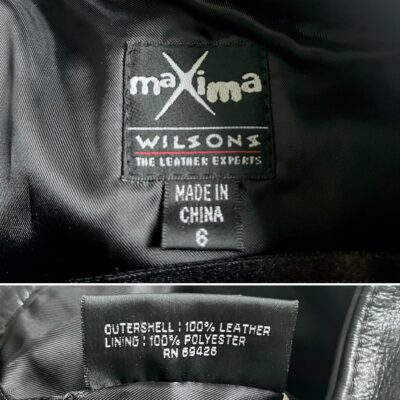 maXima
WILSONS
THE LEATHER EXPERTS
MADE IN
CHINA
6
OUTERSHELL : 100% LEATHER
LINING : 100% POLYESTER
RN 69426